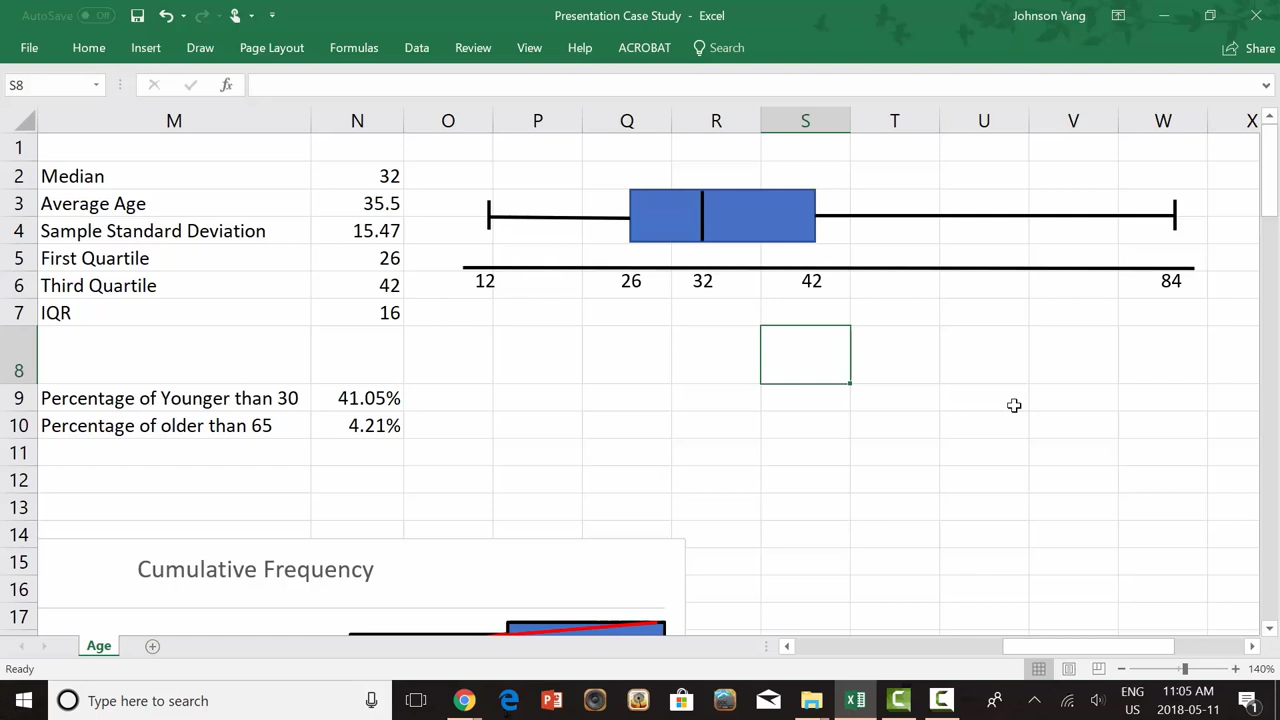 AutoSave Off Presentation Case Study - Excel Johnson Yang
File Home Insert Draw Page Layout Formulas Data Review View Help ACROBAT Search Share
S8 fx
M N O P Q R S T U V W X
1
2 Median 32
3 Average Age 35.5
4 Sample Standard Deviation 15.47
5 First Quartile 26
6 Third Quartile 42
7 IQR 16
12 26 32 42 84
8
9 Percentage of Younger than 30 41.05%
10 Percentage of older than 65 4.21%
11
12
13
14
15
16
17
Cumulative Frequency
Age
Ready 140%
Type here to search ENG 11:05 AM
US 2018-05-11 1